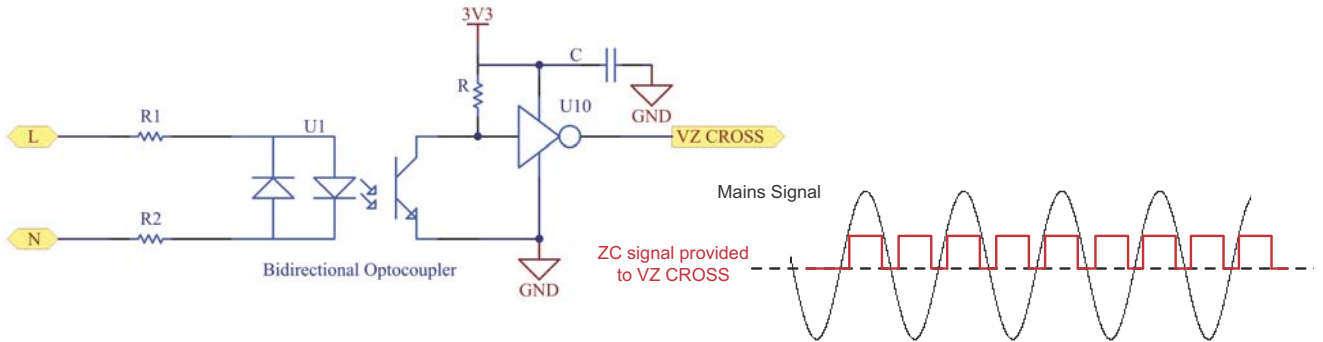 3V3
C
R
U10
GND
R1
U1
L
VZ CROSS
R2
N
Bidirectional Optocoupler
GND
Mains Signal
ZC signal provided
to VZ CROSS